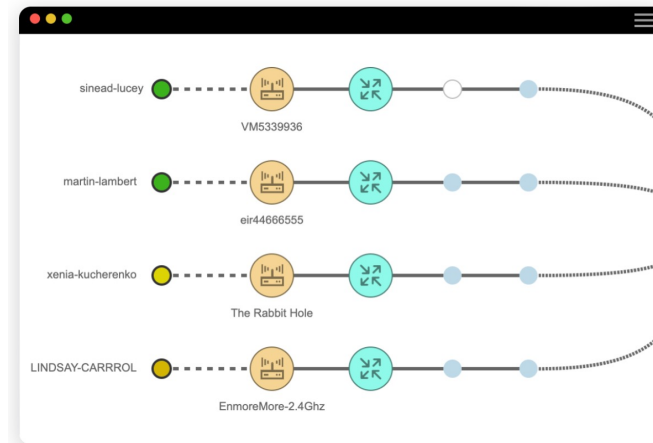 sinead-lucey
VM5339936
martin-lambert
eir44666555
xenia-kucherenko
The Rabbit Hole
LINDSAY-CARRROL
EnmoreMore-2.4Ghz